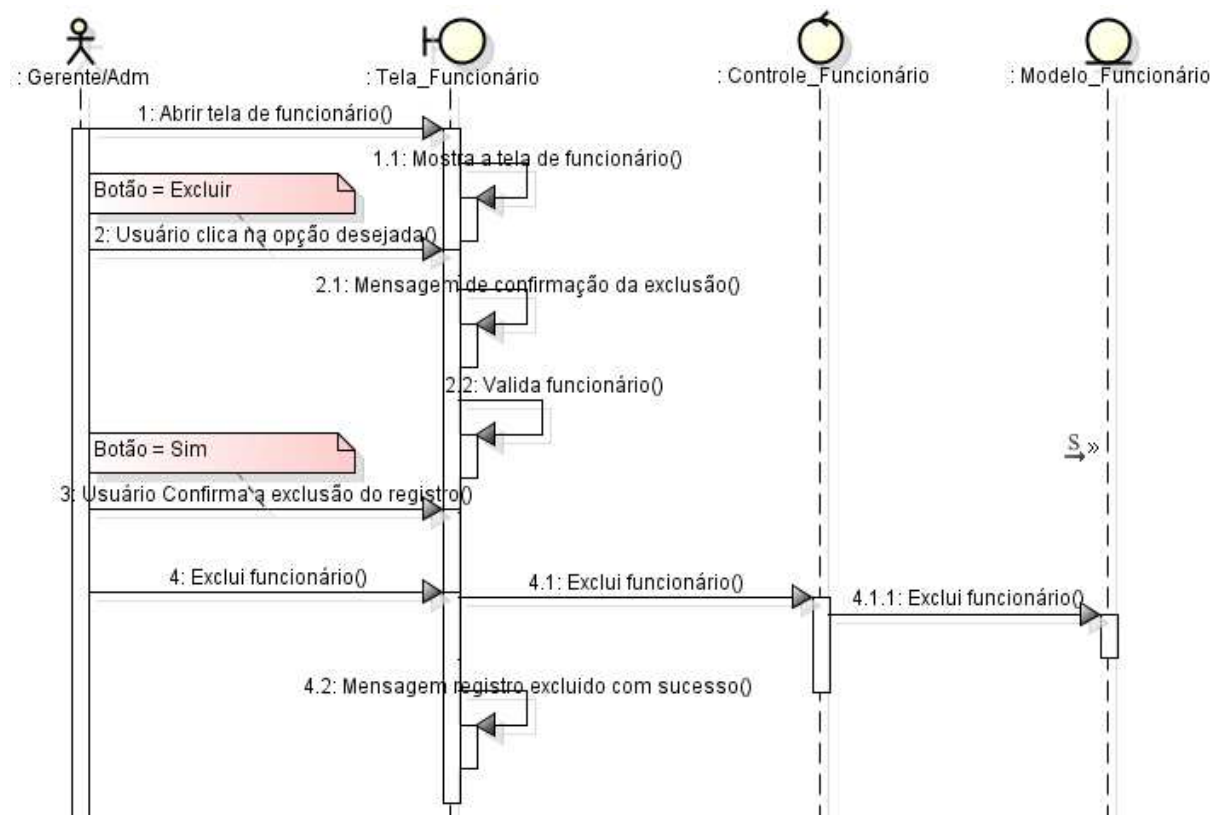 : Gerente/Adm
: Tela_Funcionário
: Controle_Funcionário
: Modelo_Funcionário
1: Abrir tela de funcionário()
1.1: Mostra a tela de funcionário()
Botão = Excluir
2: Usuário clica na opção desejada()
2.1: Mensagem de confirmação da exclusão()
2.2: Valida funcionário()
Botão = Sim
S »
3: Usuário Confirma a exclusão do registro()
4: Exclui funcionário()
4.1: Exclui funcionário()
4.1.1: Exclui funcionário()
4.2: Mensagem registro excluido com sucesso()